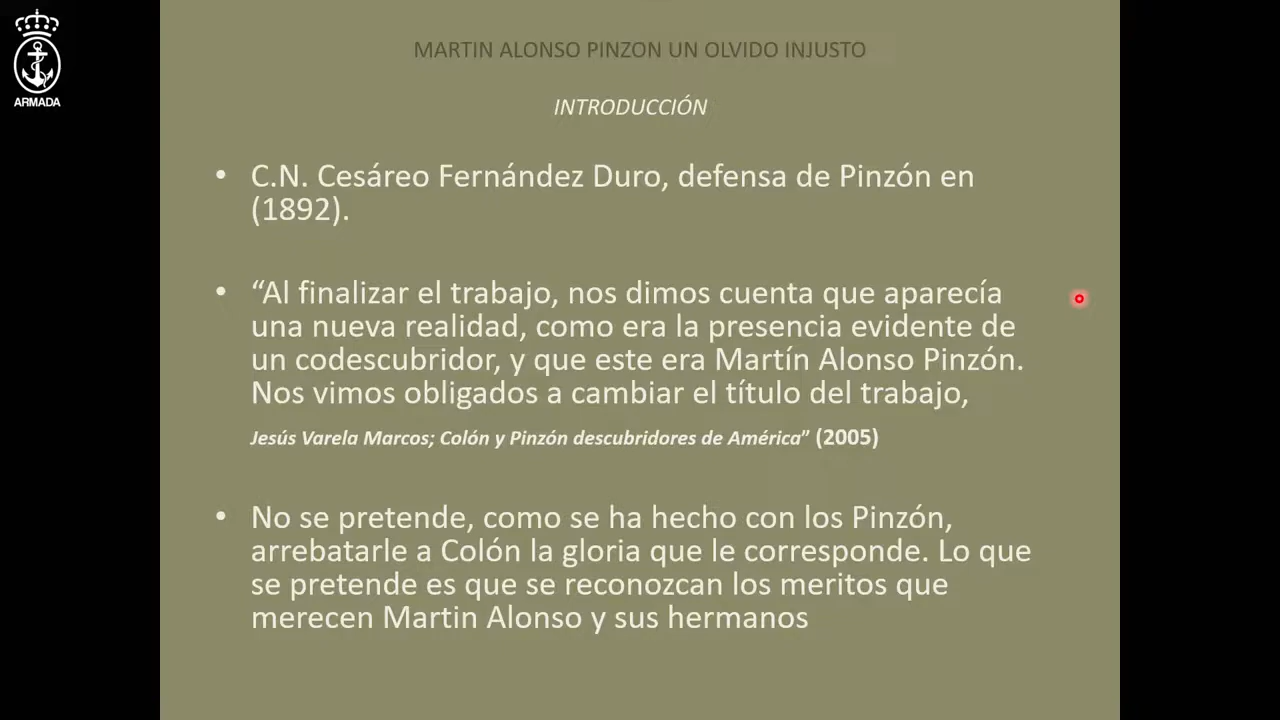 ARMADA
MARTIN ALONSO PINZON UN OLVIDO INJUSTO
INTRODUCCIÓN
• C.N. Cesáreo Fernández Duro, defensa de Pinzón en
(1892).
• “Al finalizar el trabajo, nos dimos cuenta que aparecía
una nueva realidad, como era la presencia evidente de
un codescubridor, y que este era Martín Alonso Pinzón.
Nos vimos obligados a cambiar el título del trabajo,
Jesús Varela Marcos; Colón y Pinzón descubridores de América” (2005)
• No se pretende, como se ha hecho con los Pinzón,
arrebatarle a Colón la gloria que le corresponde. Lo que
se pretende es que se reconozcan los meritos que
merecen Martin Alonso y sus hermanos